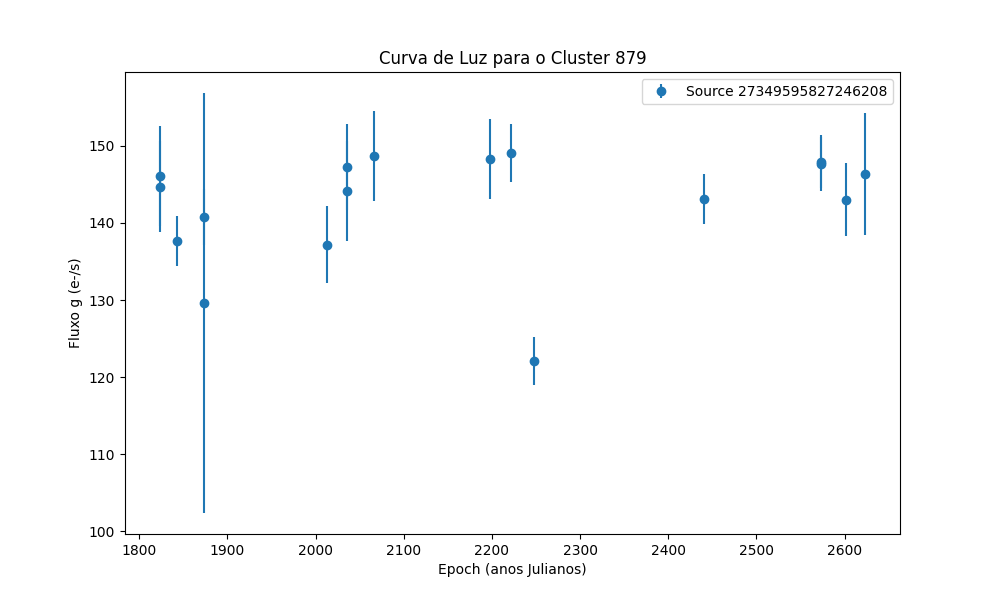 Curva de Luz para o Cluster 879
Source 27349595827246208
Fluxo g (e-/s)
150
140
130
120
110
100
1800 1900 2000 2100 2200 2300 2400 2500 2600
Epoch (anos Julianos)